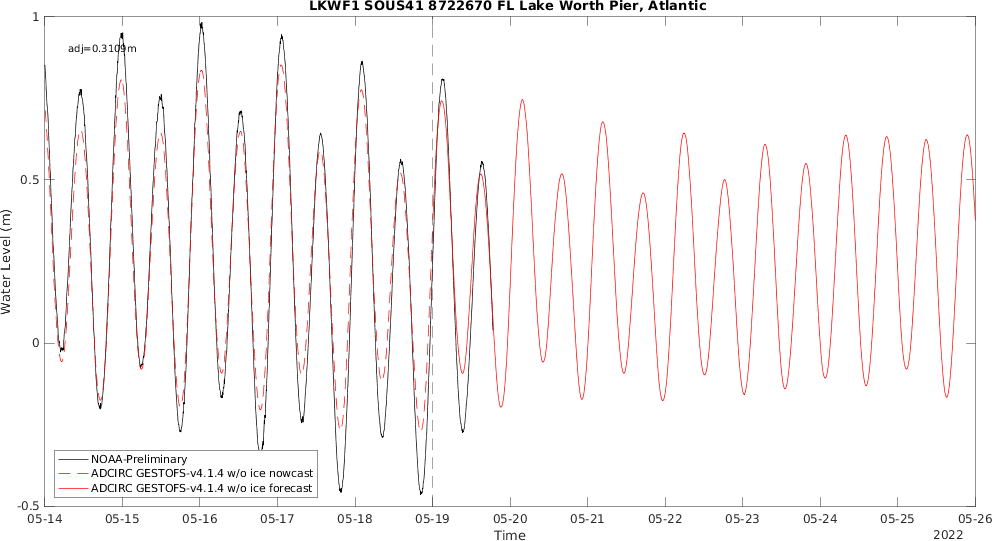 LKWF1 SOUS41 8722670 FL Lake Worth Pier, Atlantic
1
adj=0.3109m
0.5
Water Level (m)
0
NOAA-Preliminary
ADCIRC GESTOFS-v4.1.4 w/o ice nowcast
ADCIRC GESTOFS-v4.1.4 w/o ice forecast
-0.5
05-14 05-15 05-16 05-17 05-18 05-19 05-20 05-21 05-22 05-23 05-24 05-25 05-26
Time
2022